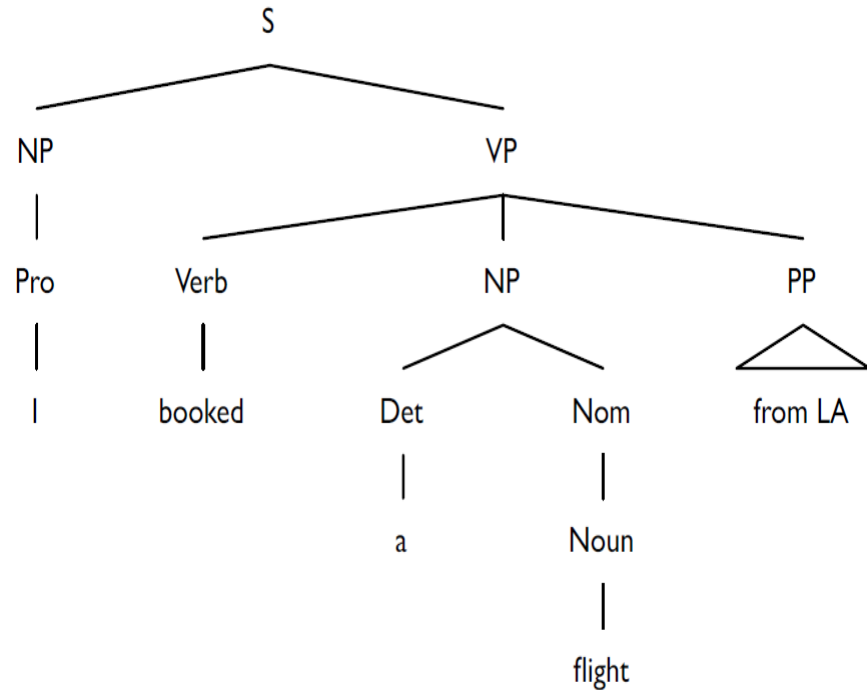 S
NP VP
Pro Verb NP PP
I booked Det Nom from LA
a Noun
flight